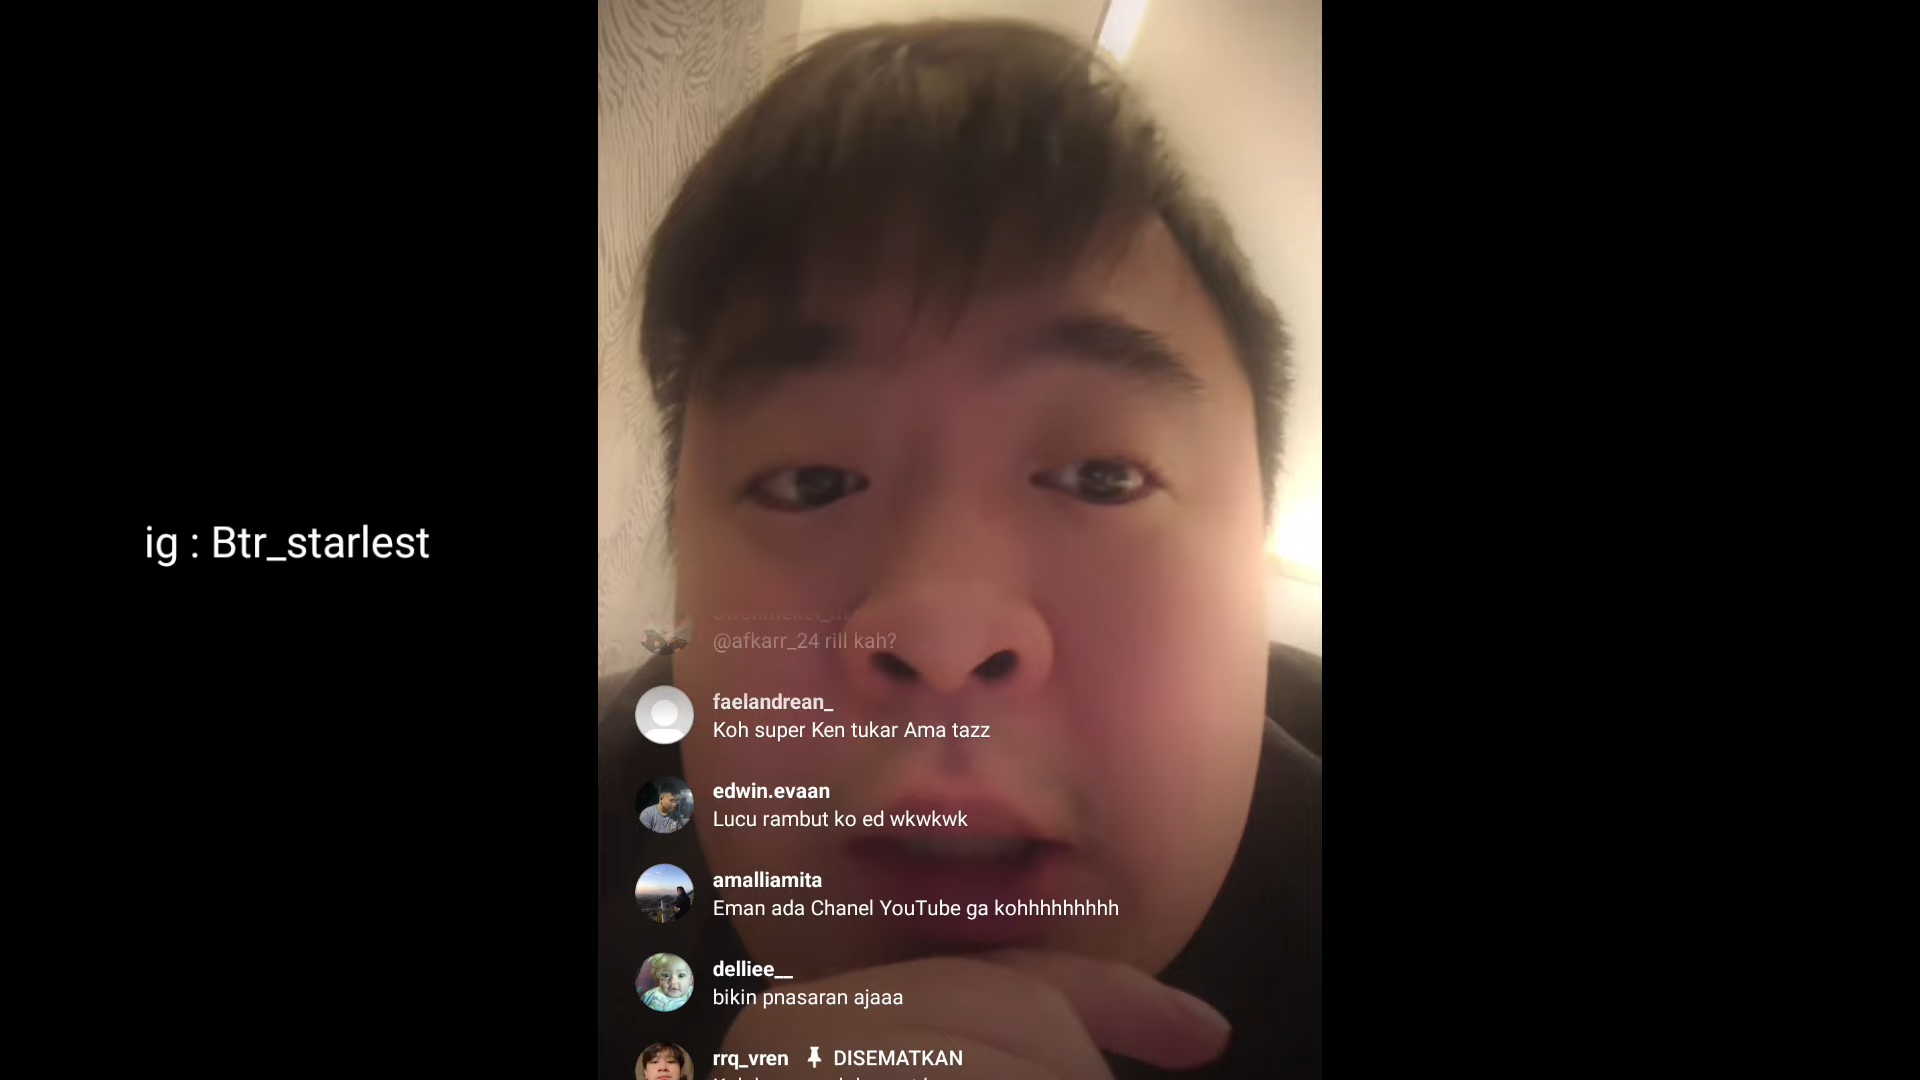 ig : Btr_starlest
@afkarr_24 rill kah?
faelandrean_
Koh super Ken tukar Ama tazz
edwin.evaan
Lucu rambut ko ed wkwkwk
amalliamita
Eman ada Chanel YouTube ga kohhhhhhhhh
delliee__
bikin pnasaran ajaaa
rrq_vren DISEMATKAN